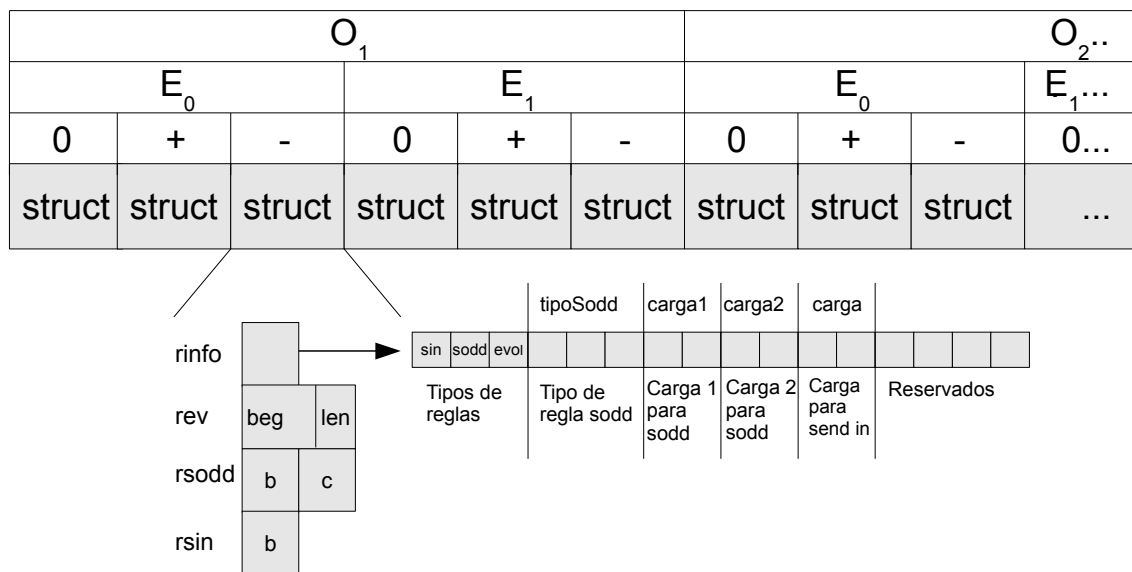 O₁ O₂..
E₀ E₁ E₀ E₁...
0 + - 0 + - 0 + - 0...
struct struct struct struct struct struct struct struct struct ...
tipoSodd carga1 carga2 carga
rinfo sin sodd evol
Tipos de reglas
Tipo de regla sodd
Carga 1 para sodd
Carga 2 para sodd
Carga para send in
Reservados
rev beg len
rsodd b c
rsin b